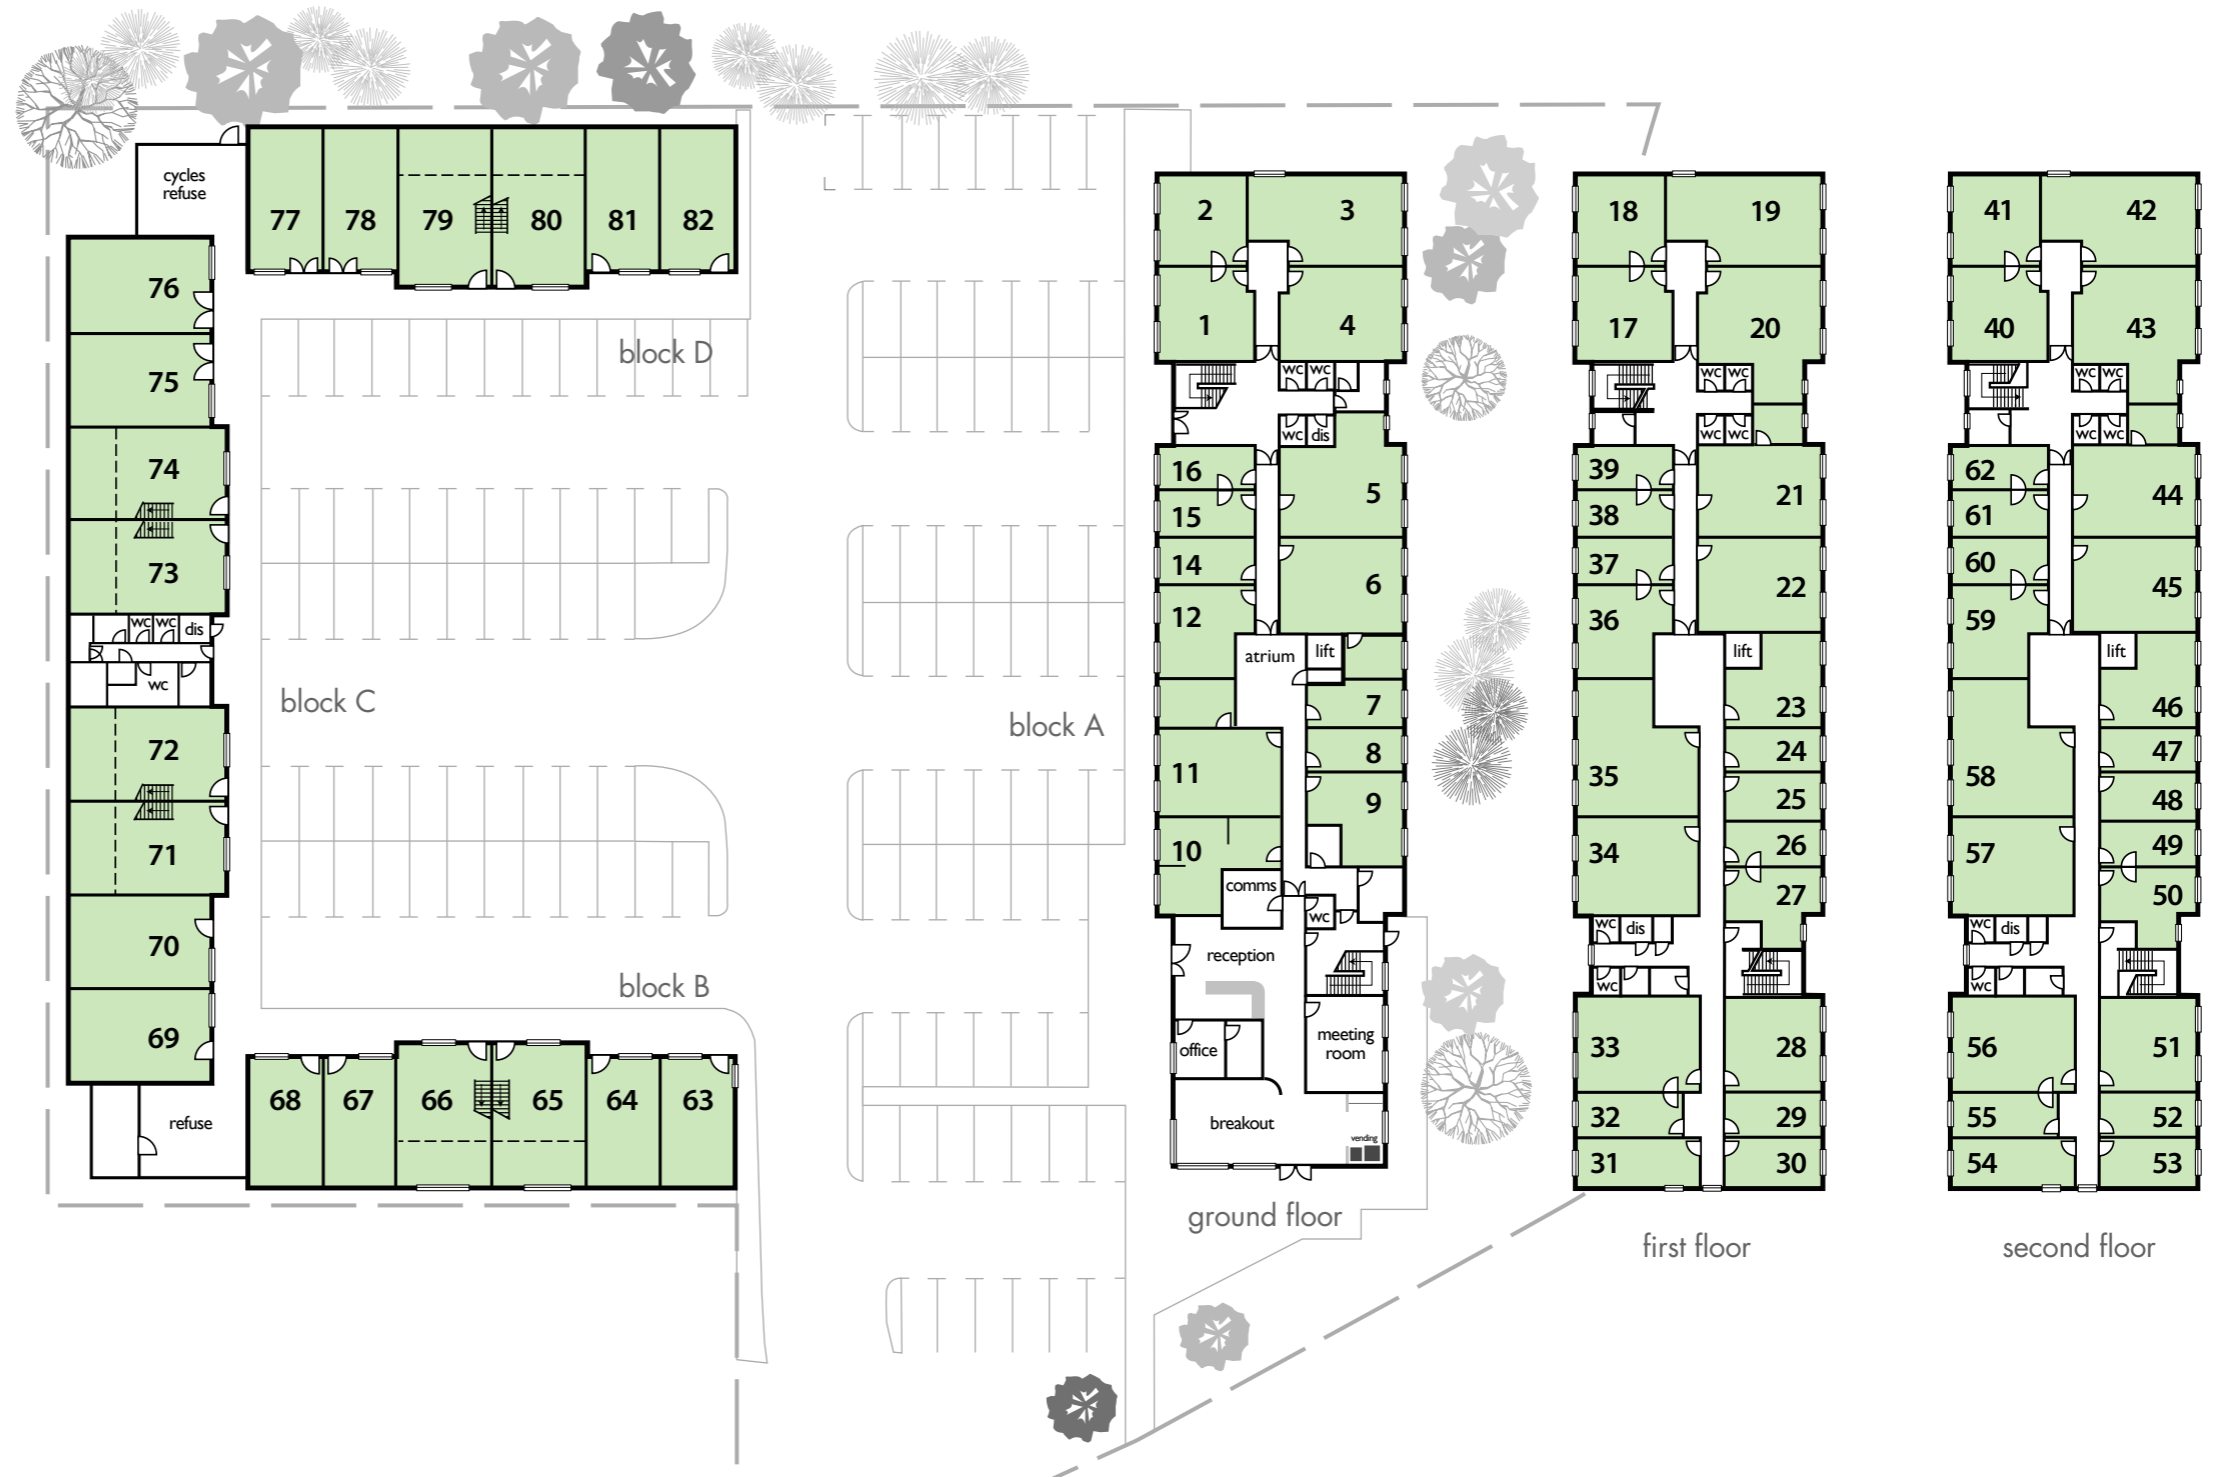 cycles
refuse
77
78
79
80
81
82
76
75
74
73
WC
WC
dis
WC
72
71
70
69
refuse
68
67
66
65
64
63
block D
block C
block B
block A
2
3
1
4
WC
WC
WC
dis
16
5
15
14
6
12
atrium
lift
7
11
8
9
10
comms
WC
reception
office
meeting
room
breakout
vending
ground floor
18
19
17
20
WC
WC
WC
WC
39
21
38
37
22
36
lift
23
24
35
25
34
26
27
WC
dis
WC
33
28
32
29
31
30
first floor
41
42
40
43
WC
WC
WC
WC
62
44
61
60
45
59
lift
46
47
58
48
57
49
50
WC
dis
WC
56
51
55
52
54
53
second floor